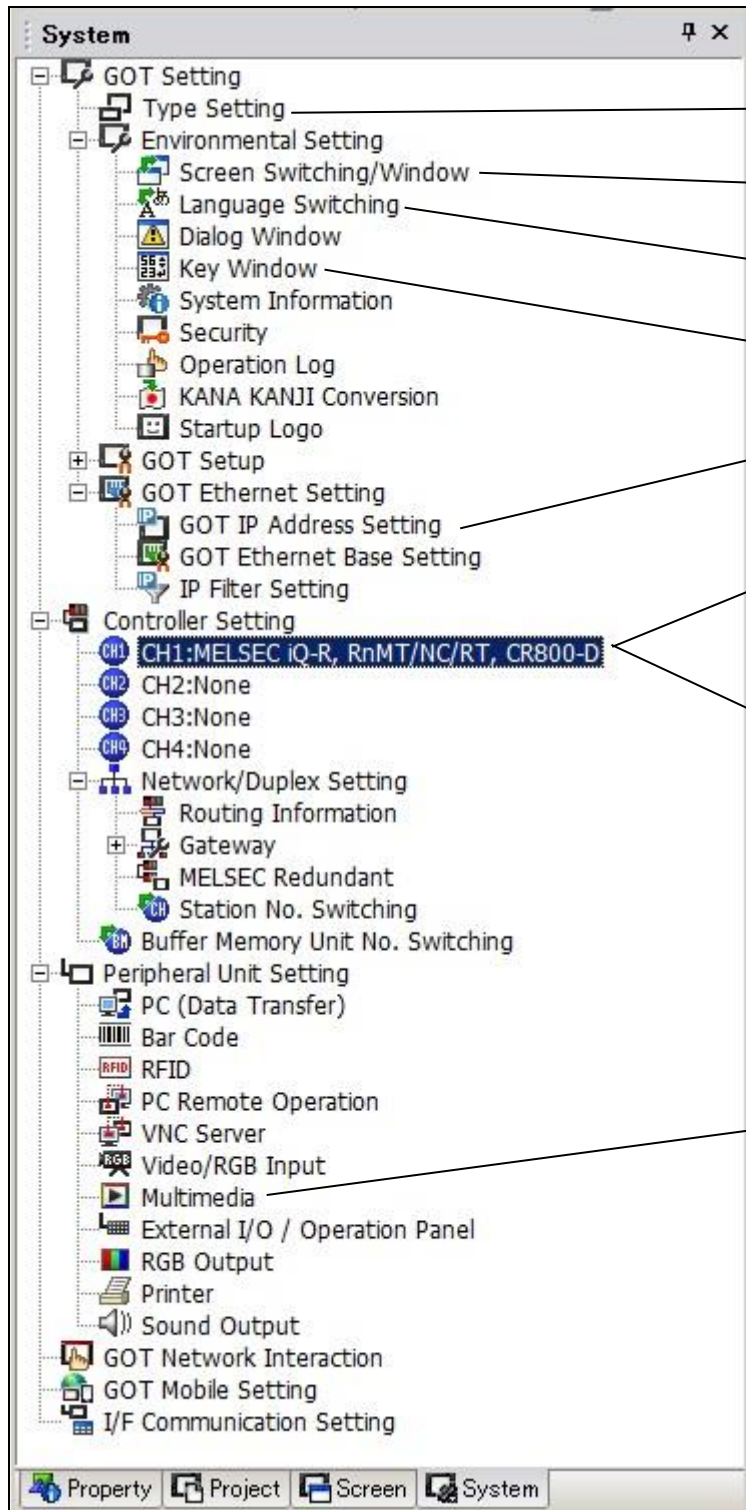 System
GOT Setting
Type Setting
Environmental Setting
Screen Switching/Window
Language Switching
Dialog Window
Key Window
System Information
Security
Operation Log
KANA KANJI Conversion
Startup Logo
GOT Setup
GOT Ethernet Setting
GOT IP Address Setting
GOT Ethernet Base Setting
IP Filter Setting
Controller Setting
CH1:MELSEC iQ-R, RnMT/NC/RT, CR800-D
CH2:None
CH3:None
CH4:None
Network/Duplex Setting
Routing Information
Gateway
MELSEC Redundant
Station No. Switching
Buffer Memory Unit No. Switching
Peripheral Unit Setting
PC (Data Transfer)
Bar Code
RFID RFID
PC Remote Operation
VNC Server
Video/RGB Input
Multimedia
External I/O / Operation Panel
RGB Output
Printer
Sound Output
GOT Network Interaction
GOT Mobile Setting
I/F Communication Setting
Property Project Screen System